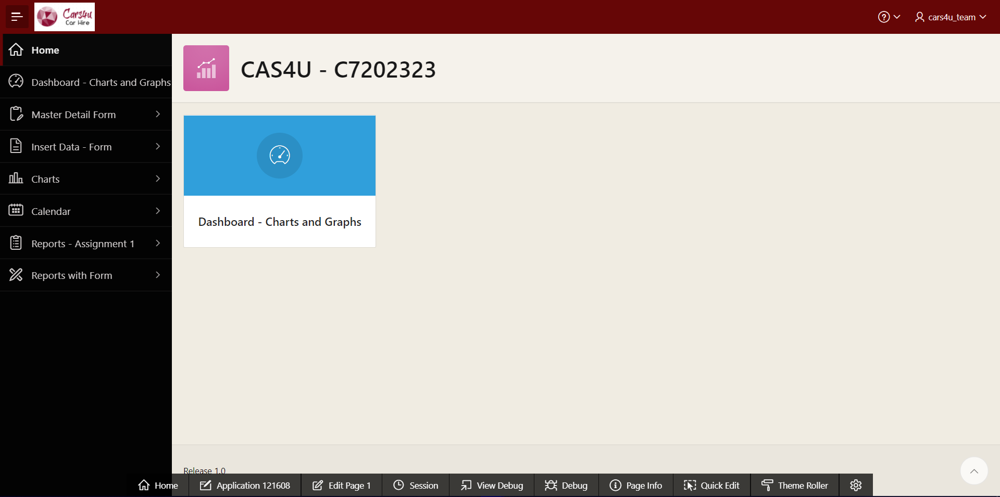 Cars4u
Car Hire
cars4u_team
Home
Dashboard - Charts and Graphs
Master Detail Form
Insert Data - Form
Charts
Calendar
Reports - Assignment 1
Reports with Form
CAS4U - C7202323
Dashboard - Charts and Graphs
Release 1.0
Home
Application 121608
Edit Page 1
Session
View Debug
Debug
Page Info
Quick Edit
Theme Roller